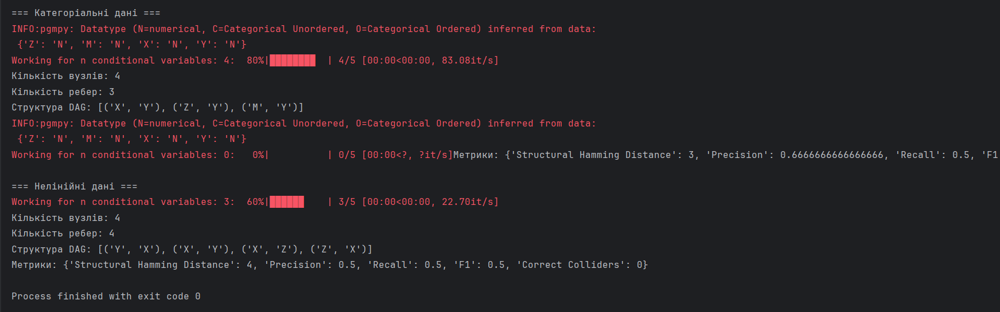 === Категоріальні дані ===
INFO:pgmpy: Datatype (N=numerical, C=Categorical Unordered, O=Categorical Ordered) inferred from data:
 {'Z': 'N', 'M': 'N', 'X': 'N', 'Y': 'N'}
Working for n conditional variables: 4:  80%|████████  | 4/5 [00:00<00:00, 83.08it/s]
Кількість вузлів: 4
Кількість ребер: 3
Структура DAG: [('X', 'Y'), ('Z', 'Y'), ('M', 'Y')]
INFO:pgmpy: Datatype (N=numerical, C=Categorical Unordered, O=Categorical Ordered) inferred from data:
 {'Z': 'N', 'M': 'N', 'X': 'N', 'Y': 'N'}
Working for n conditional variables: 0:   0%|          | 0/5 [00:00<?, ?it/s]Метрики: {'Structural Hamming Distance': 3, 'Precision': 0.6666666666666666, 'Recall': 0.5, 'F1
=== Нелінійні дані ===
Working for n conditional variables: 3:  60%|██████    | 3/5 [00:00<00:00, 22.70it/s]
Кількість вузлів: 4
Кількість ребер: 4
Структура DAG: [('Y', 'X'), ('X', 'Y'), ('X', 'Z'), ('Z', 'X')]
Метрики: {'Structural Hamming Distance': 4, 'Precision': 0.5, 'Recall': 0.5, 'F1': 0.5, 'Correct Colliders': 0}
Process finished with exit code 0